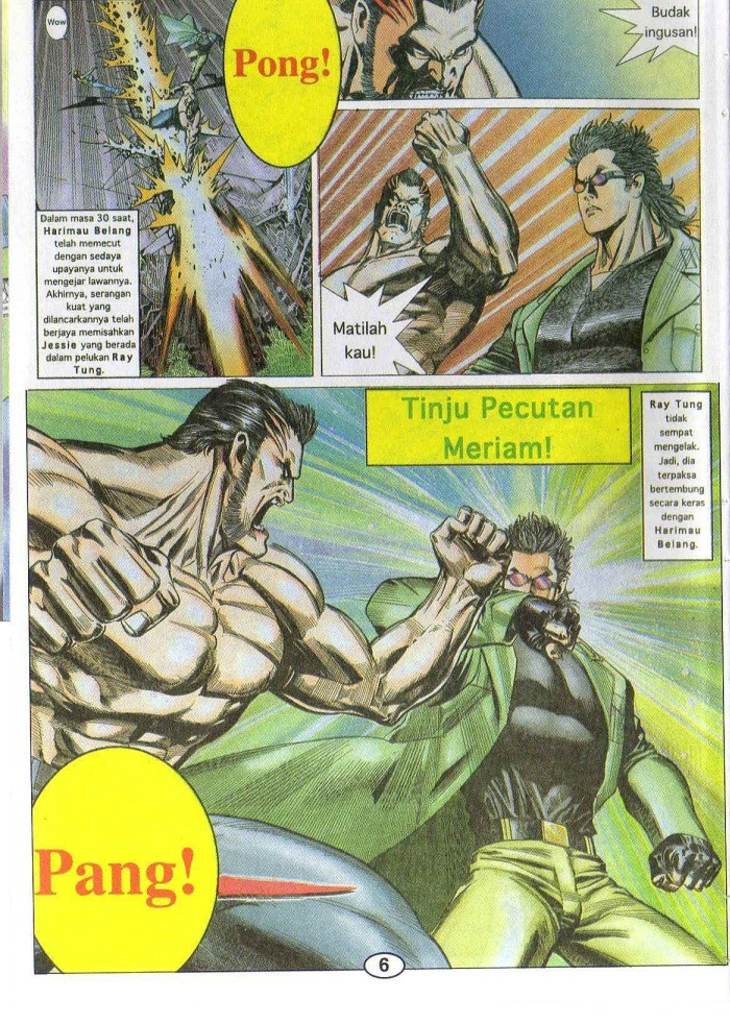 Wow
Pong!
Budak
ingusan!
Dalam masa 30 saat,
Harimau Belang
telah memecut
dengan sedaya
upayanya untuk
mengejar lawannya.
Akhirnya, serangan
kuat yang
dilancarkannya telah
berjaya memisahkan
Jessie yang berada
dalam pelukan Ray
Tung.
Matilah
kau!
Tinju Pecutan
Meriam!
Ray Tung
tidak
sempat
mengelak.
Jadi, dia
terpaksa
bertembung
secara keras
dengan
Harimau
Belang.
Pang!
6